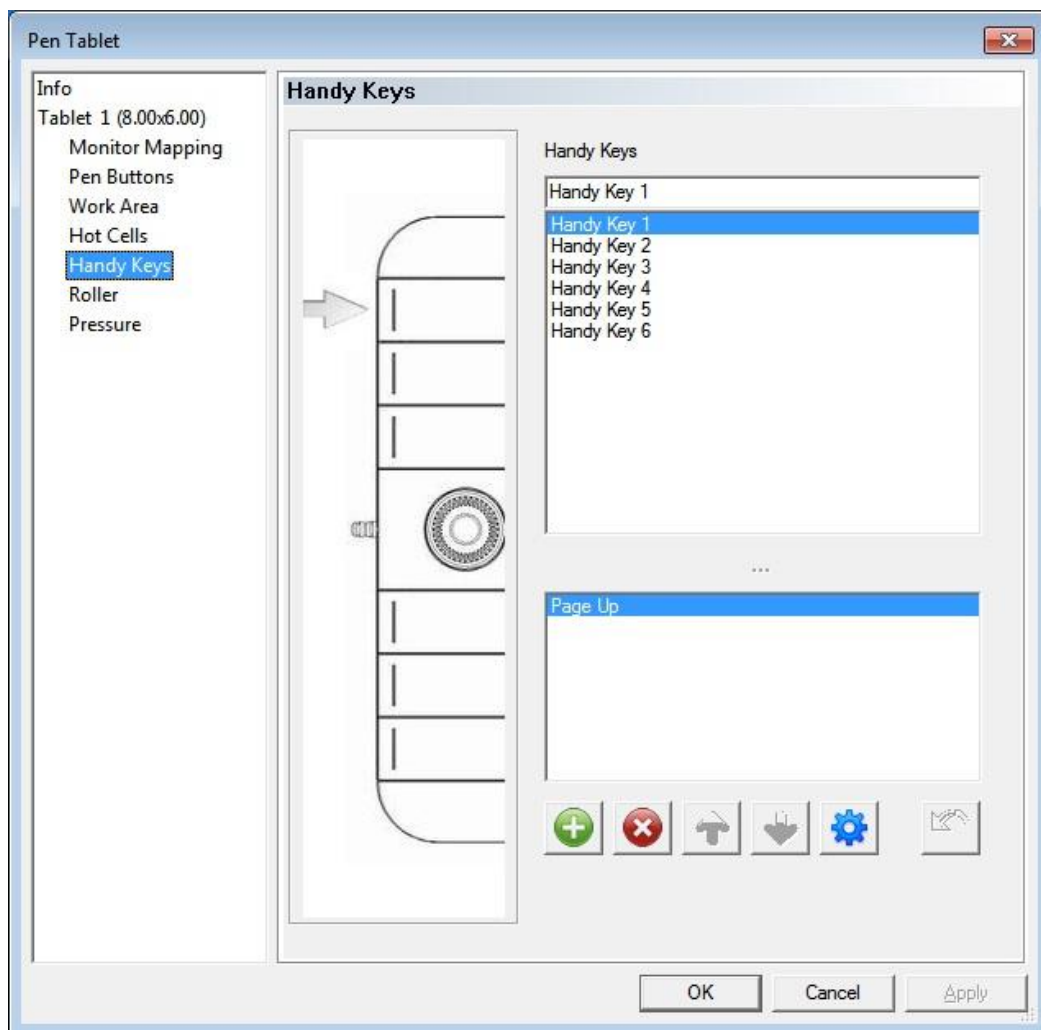 Pen Tablet
Info
Tablet 1 (8.00x6.00)
Monitor Mapping
Pen Buttons
Work Area
Hot Cells
Handy Keys
Roller
Pressure
Handy Keys
Handy Keys
Handy Key 1
Handy Key 1
Handy Key 2
Handy Key 3
Handy Key 4
Handy Key 5
Handy Key 6
...
Page Up
OK
Cancel
Apply